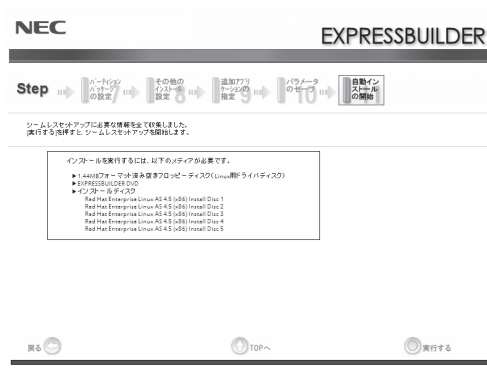 NEC
EXPRESSBUILDER
Step
パーティション パッケージ の設定 7
その他の インストール 設定 8
追加アプリ ケーションの 指定 9
パラメータ のセーブ 10
自動イン ストール の開始 11
シームレスセットアップに必要な情報を全て収集しました。
[実行する]を押すと、シームレスセットアップを開始します。
インストールを実行するには、以下のメディアが必要です。
▶1.44MBフォーマット済み空きフロッピーディスク(Linux用ドライバディスク)
▶EXPRESSBUILDER DVD
▶インストールディスク
Red Hat Enterprise Linux AS 4.5 (x86) Install Disc 1
Red Hat Enterprise Linux AS 4.5 (x86) Install Disc 2
Red Hat Enterprise Linux AS 4.5 (x86) Install Disc 3
Red Hat Enterprise Linux AS 4.5 (x86) Install Disc 4
Red Hat Enterprise Linux AS 4.5 (x86) Install Disc 5
戻る
TOPへ
実行する